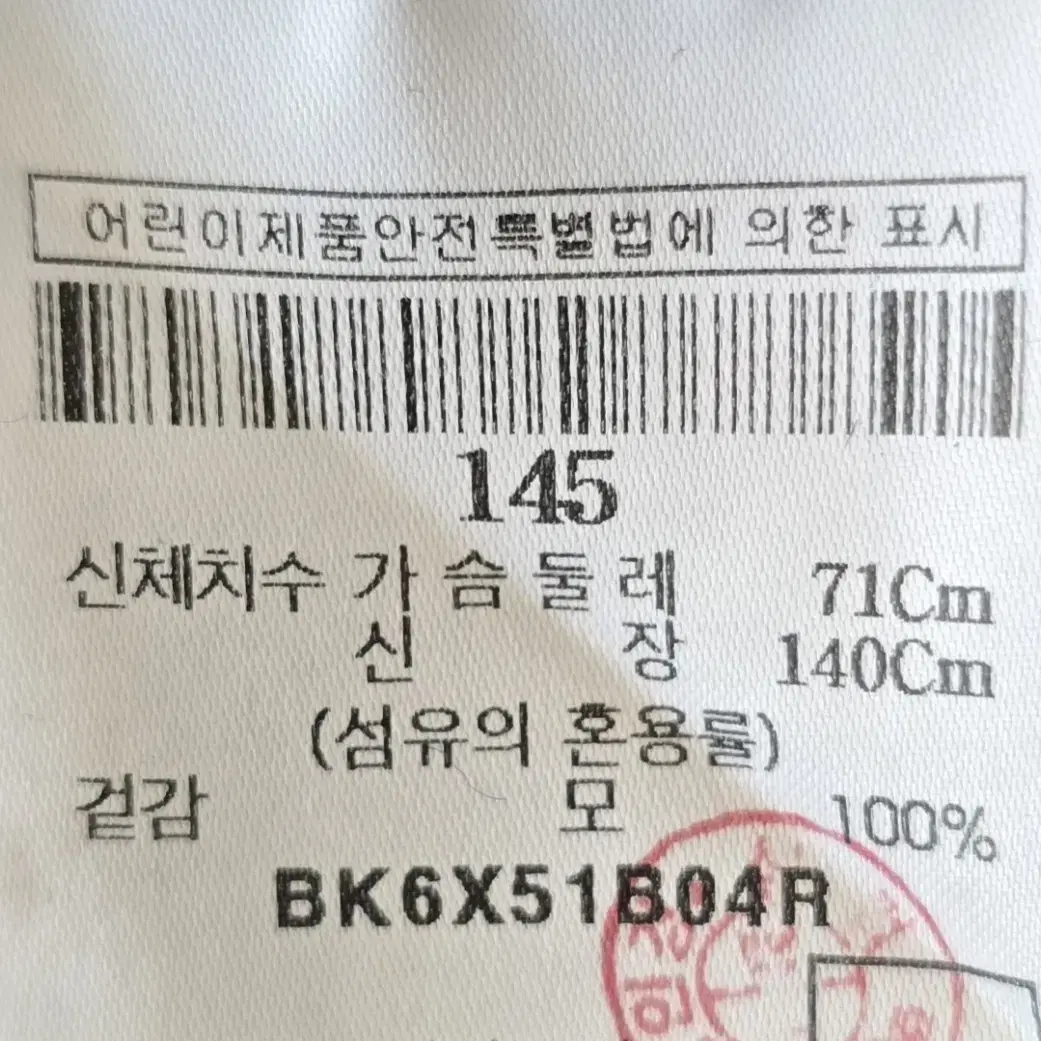 어린이제품안전특별법에 의한 표시
145
신체치수 가 슴 둘 레 71Cm
신 장 140Cm
(섬유의 혼용률)
겉감 모 100%
BK6X51B04R